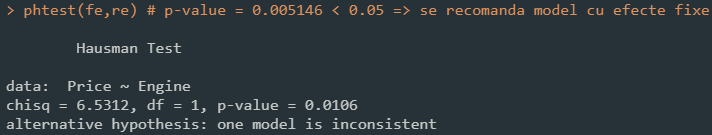 > phtest(fe,re) # p-value = 0.005146 < 0.05 => se recomanda model cu efecte fixe
Hausman Test
data:  Price ~ Engine
chisq = 6.5312, df = 1, p-value = 0.0106
alternative hypothesis: one model is inconsistent